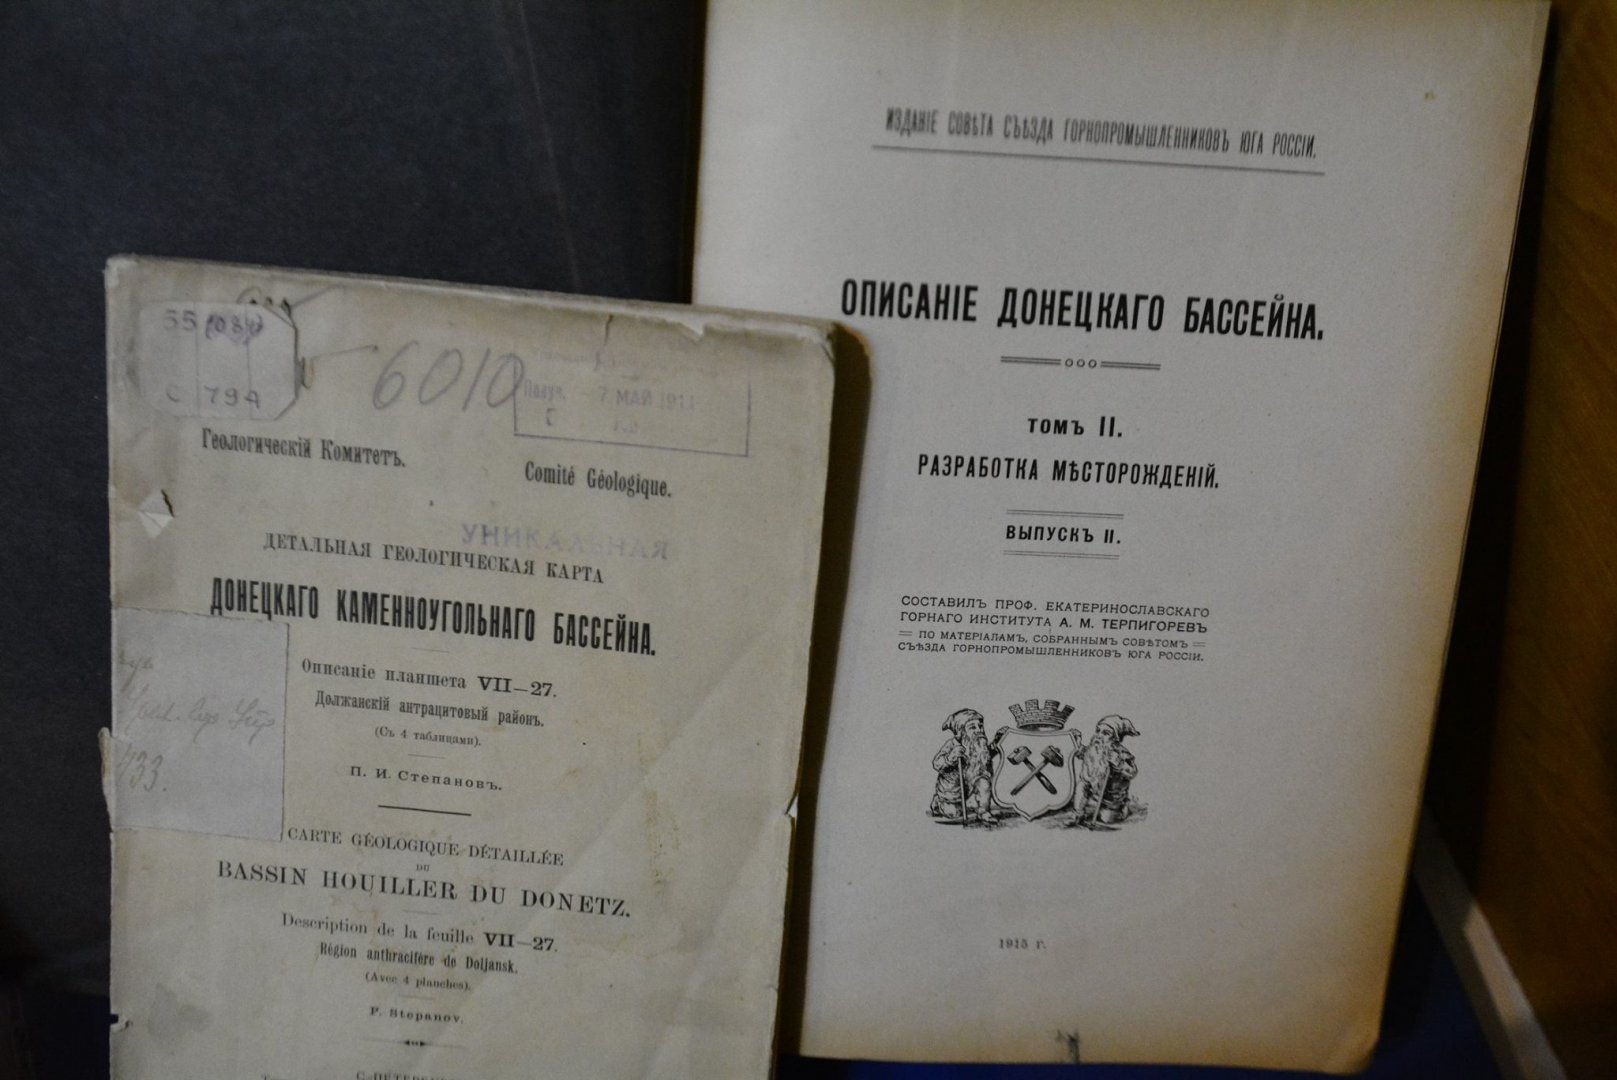 55(084)
С 794
6010
Получ. 7 МАЙ 1911
Геологическій Комитетъ.
Comité Géologique.
УНИКАЛЬНАЯ
ДЕТАЛЬНАЯ ГЕОЛОГИЧЕСКАЯ КАРТА
ДОНЕЦКАГО КАМЕННОУГОЛЬНАГО БАССЕЙНА.
Описаніе планшета VII—27.
Должанскій антрацитовый районъ.
(Съ 4 таблицами).
П. И. Степановъ.
733.
CARTE GÉOLOGIQUE DÉTAILLÉE
DU
BASSIN HOUILLER DU DONETZ.
Description de la feuille VII—27.
Région anthracifère de Doljansk.
(Avec 4 planches).
P. Stepanov.
ИЗДАНІЕ СОВѢТА СЪѢЗДА ГОРНОПРОМЫШЛЕННИКОВЪ ЮГА РОССІИ.
ОПИСАНІЕ ДОНЕЦКАГО БАССЕЙНА.
ТОМЪ II.
РАЗРАБОТКА МѢСТОРОЖДЕНІЙ.
ВЫПУСКЪ II.
СОСТАВИЛЪ ПРОФ. ЕКАТЕРИНОСЛАВСКАГО
ГОРНАГО ИНСТИТУТА А. М. ТЕРПИГОРЕВЪ
ПО МАТЕРІАЛАМЪ, СОБРАННЫМЪ СОВѢТОМЪ
СЪѢЗДА ГОРНОПРОМЫШЛЕННИКОВЪ ЮГА РОССІИ.
1915 г.